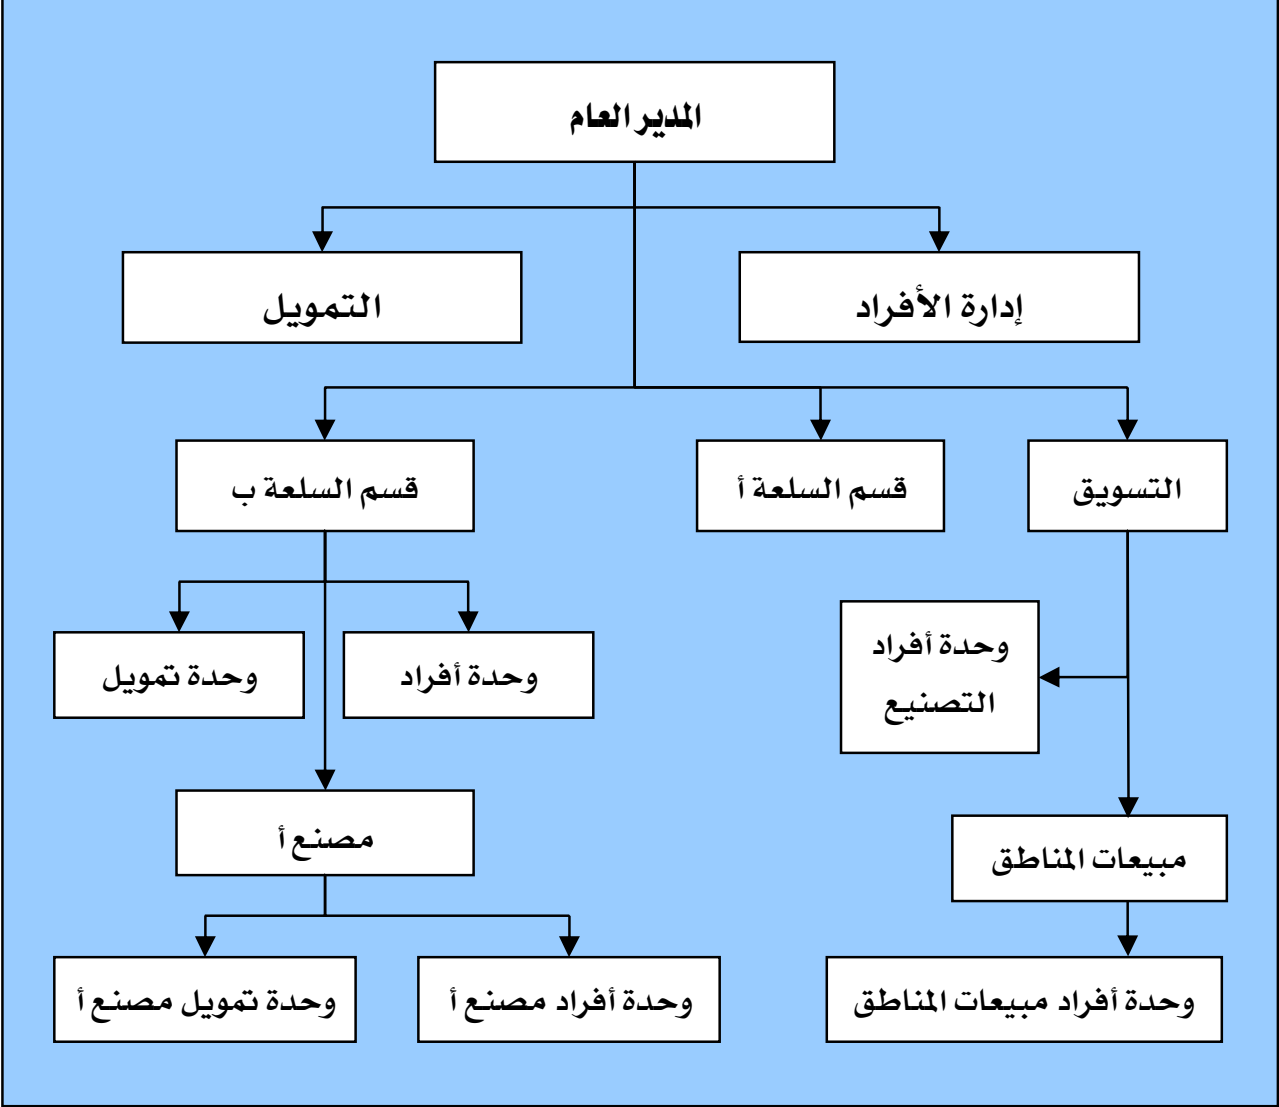 المدير العام
إدارة الأفراد
التمويل
التسويق
قسم السلعة أ
قسم السلعة ب
وحدة أفراد
التصنيع
وحدة أفراد
وحدة تمويل
مبيعات المناطق
مصنع أ
وحدة أفراد مبيعات المناطق
وحدة أفراد مصنع أ
وحدة تمويل مصنع أ